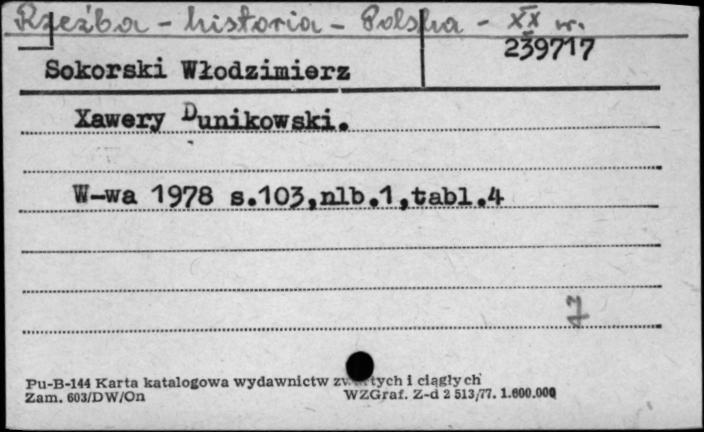 Rzeźba - historia - Polska - XX w.
239717
Sokorski Włodzimierz
Xawery Dunikowski.
W-wa 1978 s.103,nlb.1,tabl.4
Pu-B-144 Karta katalogowa wydawnictw zwartych i ciągłych
Zam. 603/DW/On WZGraf. Z-d 2 513/77. 1.600.000